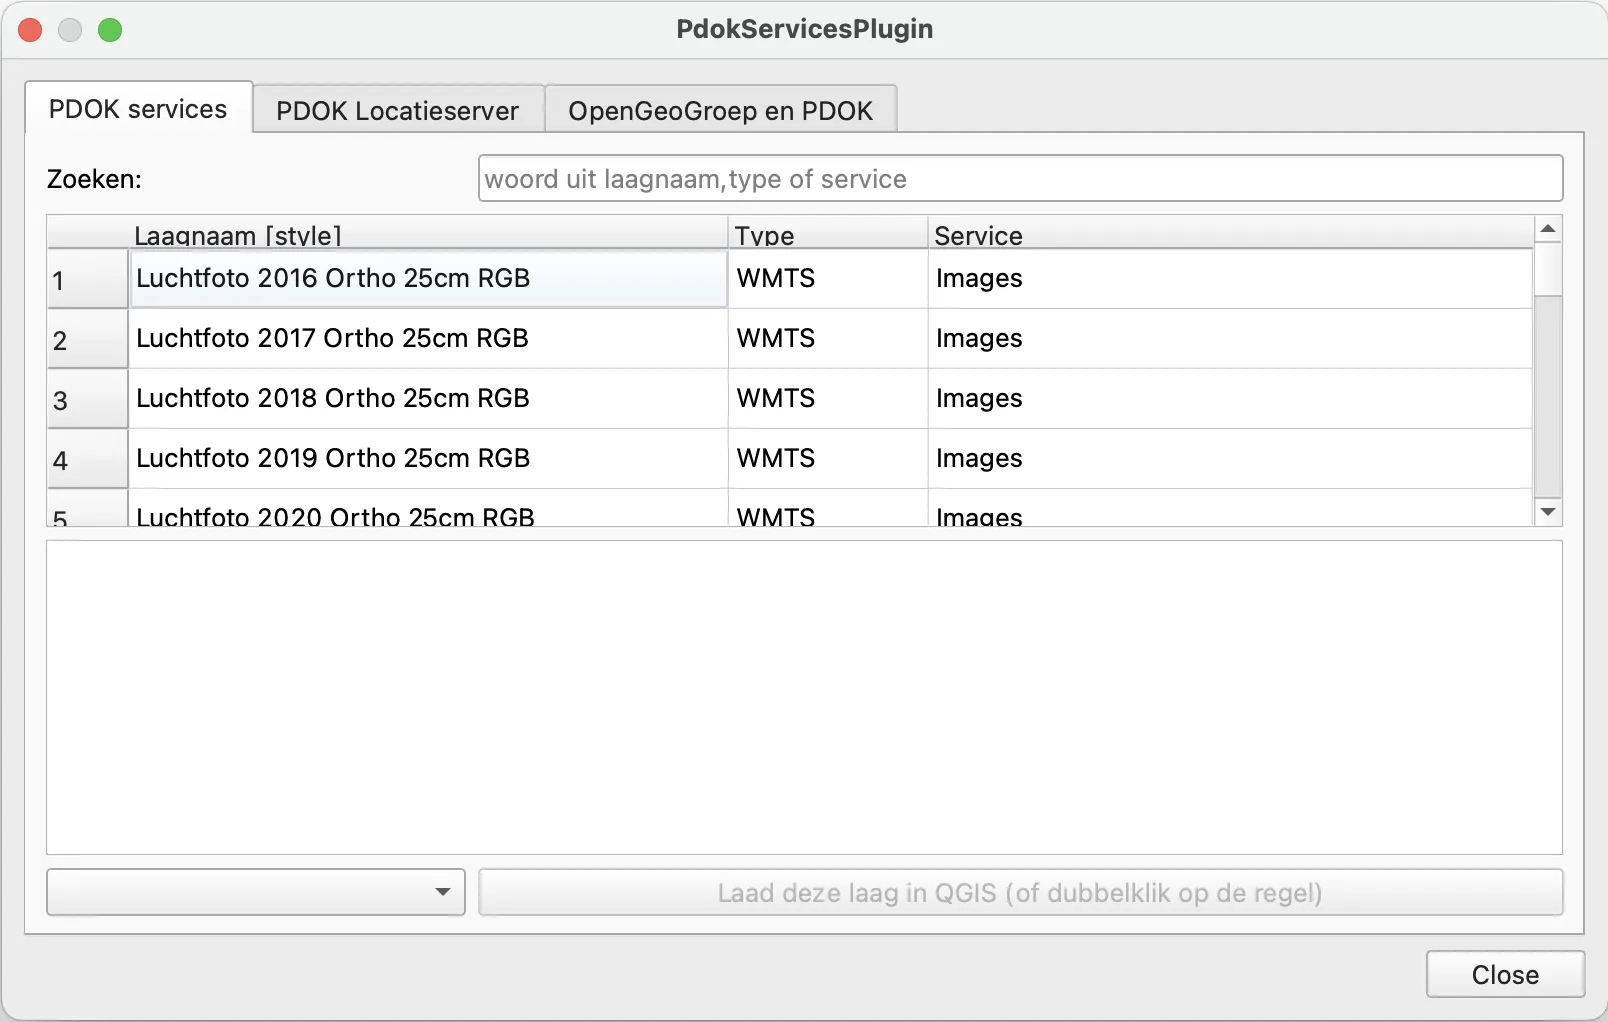 PdokServicesPlugin
PDOK services PDOK Locatieserver OpenGeoGroep en PDOK
Zoeken: woord uit laagnaam,type of service
Laagnaam [style] Type Service
1 Luchtfoto 2016 Ortho 25cm RGB WMTS Images
2 Luchtfoto 2017 Ortho 25cm RGB WMTS Images
3 Luchtfoto 2018 Ortho 25cm RGB WMTS Images
4 Luchtfoto 2019 Ortho 25cm RGB WMTS Images
5 Luchtfoto 2020 Ortho 25cm RGB WMTS Images
Laad deze laag in QGIS (of dubbelklik op de regel)
Close